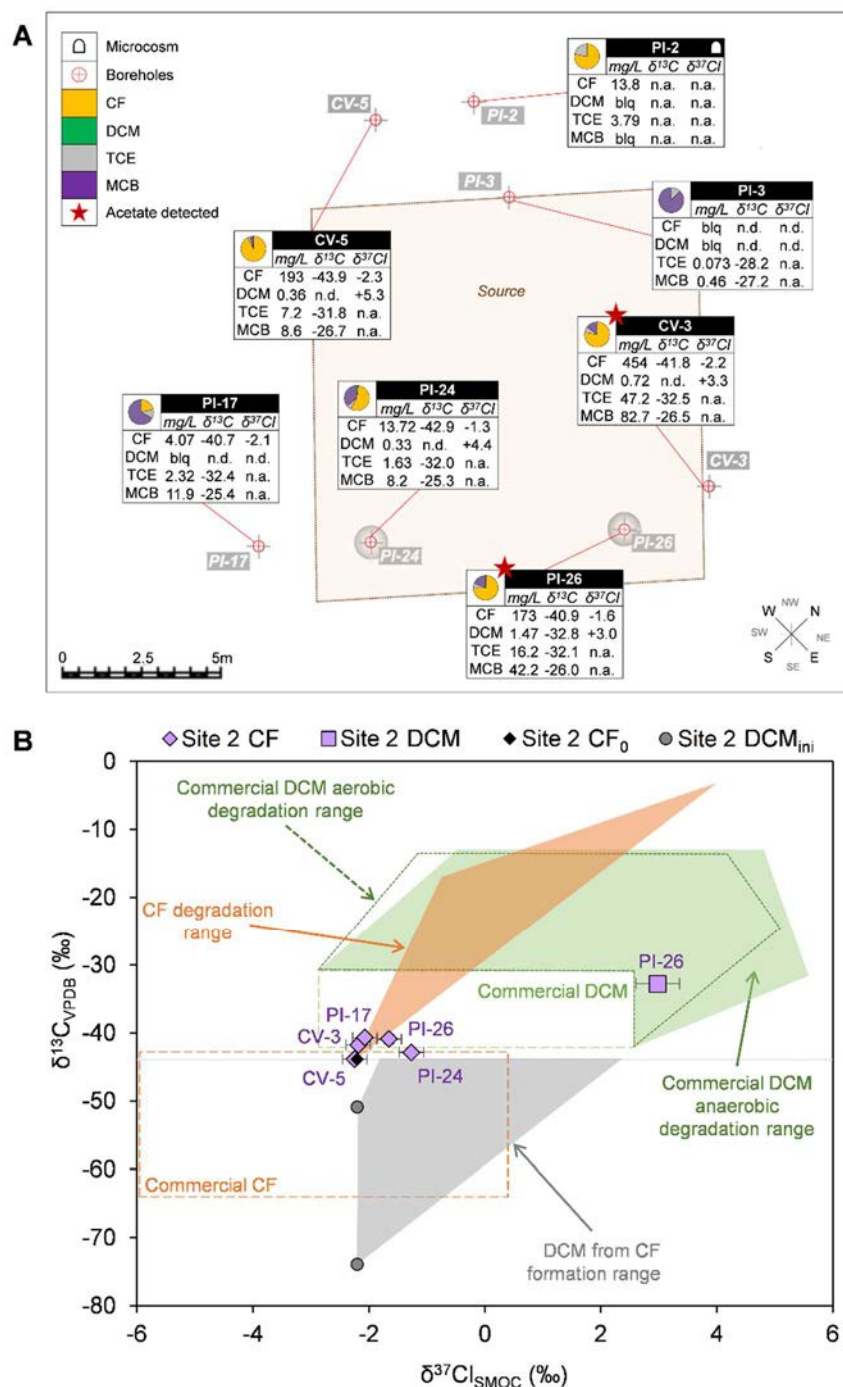 A
Microcosm
Boreholes
CF
DCM
TCE
MCB
Acetate detected
CV-5
PI-2
PI-2
mg/L δ¹³C δ³⁷Cl
CF 13.8 n.a. n.a.
DCM blq n.a. n.a.
TCE 3.79 n.a. n.a.
MCB blq n.a. n.a.
PI-3
PI-3
mg/L δ¹³C δ³⁷Cl
CF blq n.d. n.d.
DCM blq n.d. n.d.
TCE 0.073 -28.2 n.a.
MCB 0.46 -27.2 n.a.
CV-5
mg/L δ¹³C δ³⁷Cl
CF 193 -43.9 -2.3
DCM 0.36 n.d. +5.3
TCE 7.2 -31.8 n.a.
MCB 8.6 -26.7 n.a.
Source
CV-3
mg/L δ¹³C δ³⁷Cl
CF 454 -41.8 -2.2
DCM 0.72 n.d. +3.3
TCE 47.2 -32.5 n.a.
MCB 82.7 -26.5 n.a.
PI-17
mg/L δ¹³C δ³⁷Cl
CF 4.07 -40.7 -2.1
DCM blq n.d. n.d.
TCE 2.32 -32.4 n.a.
MCB 11.9 -25.4 n.a.
PI-24
mg/L δ¹³C δ³⁷Cl
CF 13.72 -42.9 -1.3
DCM 0.33 n.d. +4.4
TCE 1.63 -32.0 n.a.
MCB 8.2 -25.3 n.a.
CV-3
PI-17
PI-24
PI-26
PI-26
mg/L δ¹³C δ³⁷Cl
CF 173 -40.9 -1.6
DCM 1.47 -32.8 +3.0
TCE 16.2 -32.1 n.a.
MCB 42.2 -26.0 n.a.
0 2.5 5m
W NW N
SW NE
S SE E
B
Site 2 CF Site 2 DCM Site 2 CF₀ Site 2 DCMini
0
-10
-20
-30
-40
-50
-60
-70
-80
δ¹³CVPDB (‰)
Commercial DCM aerobic
degradation range
CF degradation
range
PI-26
Commercial DCM
PI-17
CV-3
PI-26
CV-5
PI-24
Commercial DCM
anaerobic
degradation range
Commercial CF
DCM from CF
formation range
-6 -4 -2 0 2 4 6
δ³⁷ClSMOC (‰)